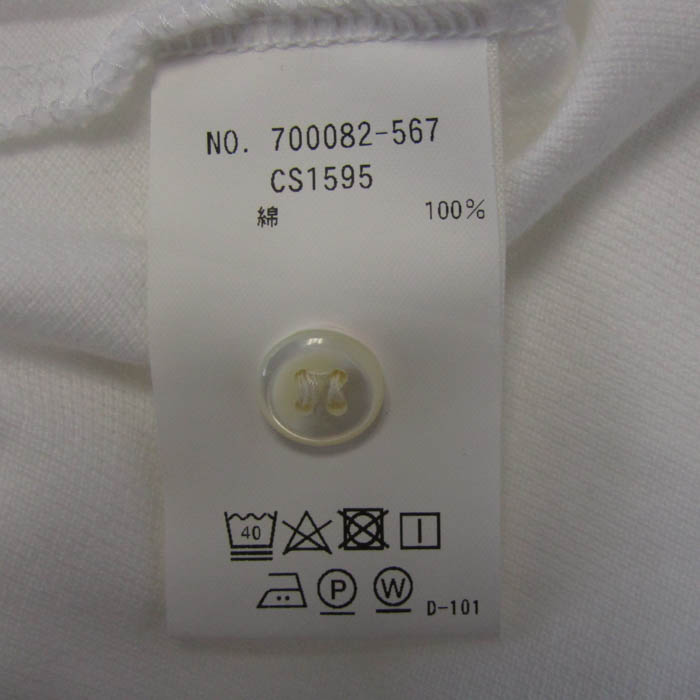 NO. 700082-567
CS1595
綿 100%
40
P W D-101